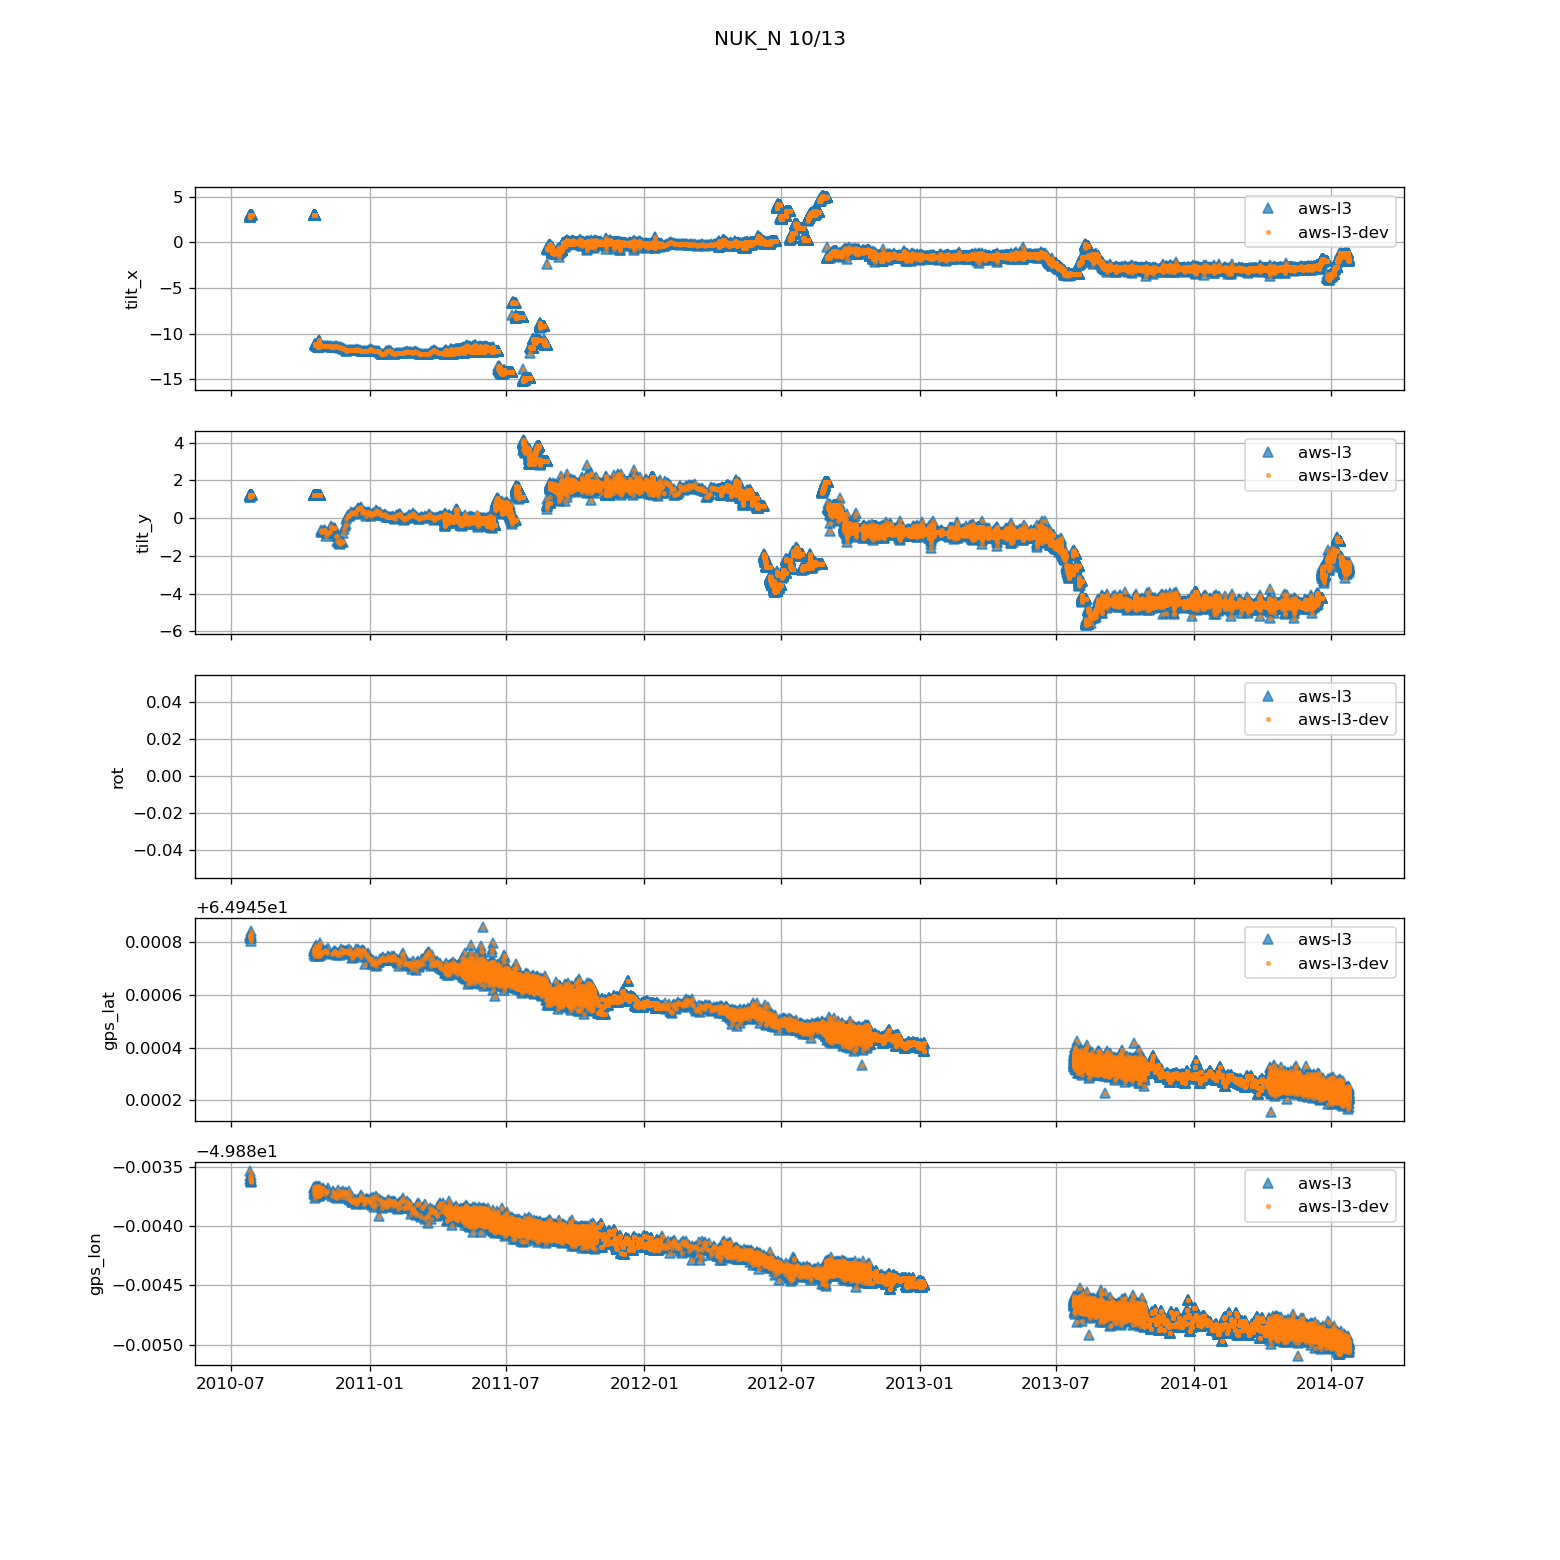 NUK_N 10/13
5
0
−5
−10
−15
tilt_x
aws-l3
aws-l3-dev
4
2
0
−2
−4
−6
tilt_y
aws-l3
aws-l3-dev
0.04
0.02
0.00
−0.02
−0.04
rot
aws-l3
aws-l3-dev
+6.4945e1
0.0008
0.0006
0.0004
0.0002
gps_lat
aws-l3
aws-l3-dev
−4.988e1
−0.0035
−0.0040
−0.0045
−0.0050
gps_lon
aws-l3
aws-l3-dev
2010-07 2011-01 2011-07 2012-01 2012-07 2013-01 2013-07 2014-01 2014-07